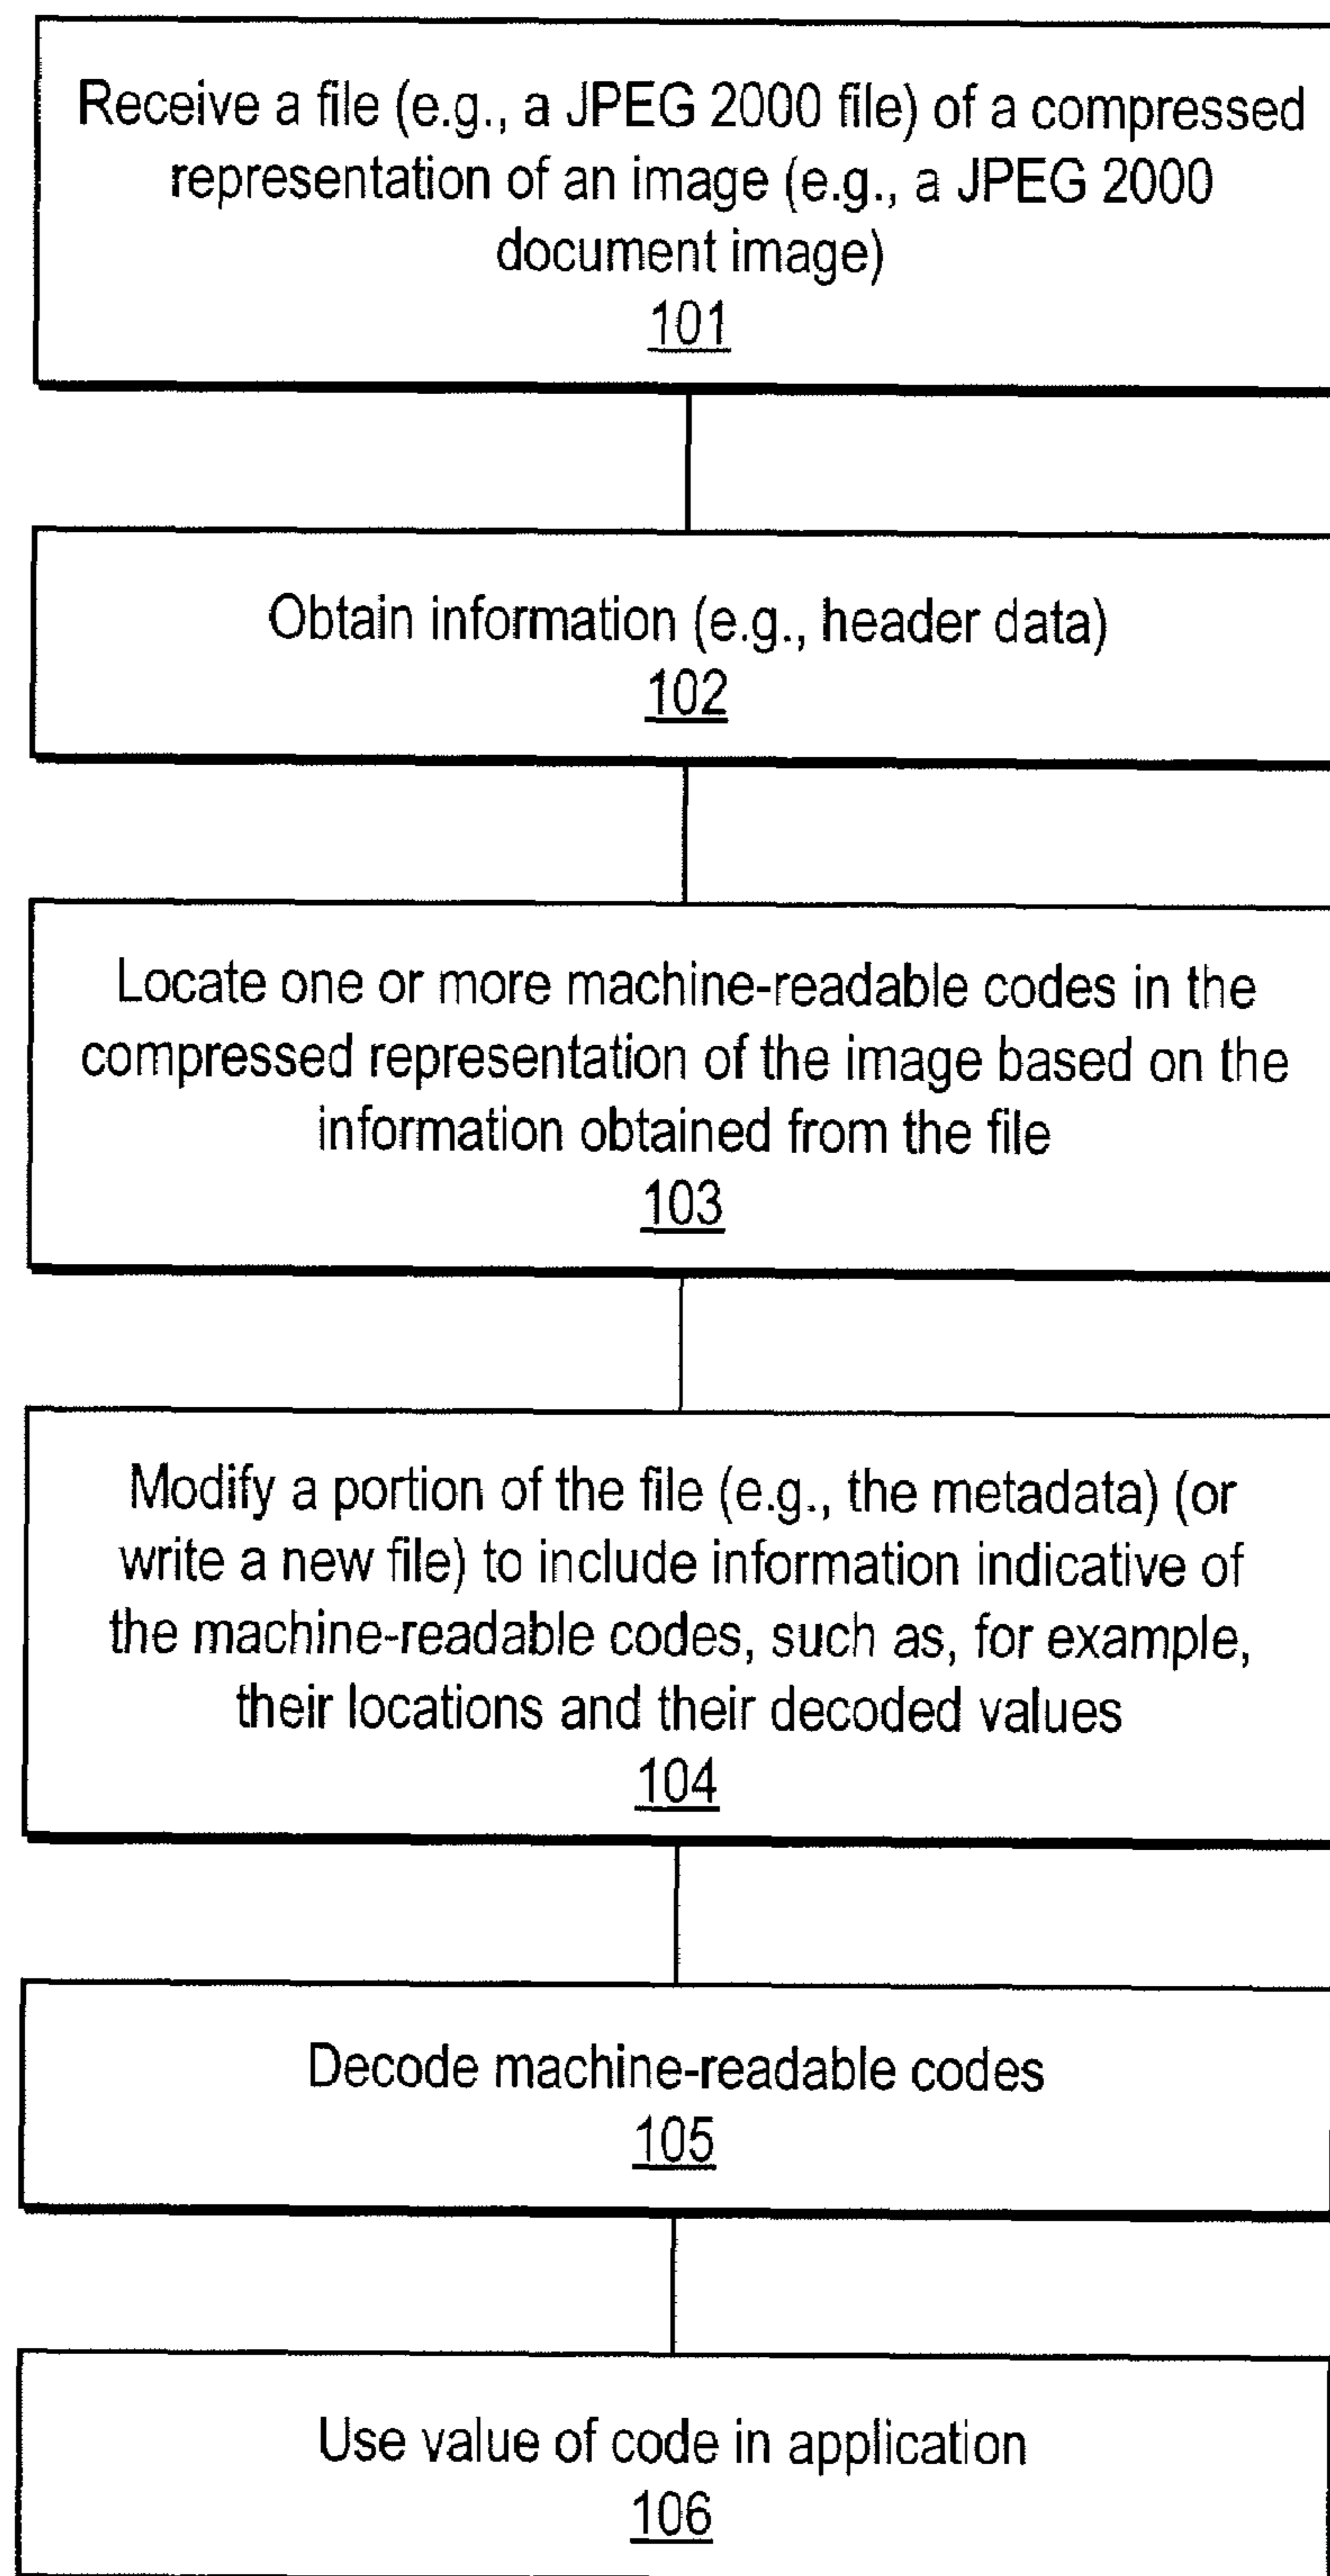 Receive a file (e.g., a JPEG 2000 file) of a compressed
representation of an image (e.g., a JPEG 2000
document image)
101
Obtain information (e.g., header data)
102
Locate one or more machine-readable codes in the
compressed representation of the image based on the
information obtained from the file
103
Modify a portion of the file (e.g., the metadata) (or
write a new file) to include information indicative of
the machine-readable codes, such as, for example,
their locations and their decoded values
104
Decode machine-readable codes
105
Use value of code in application
106